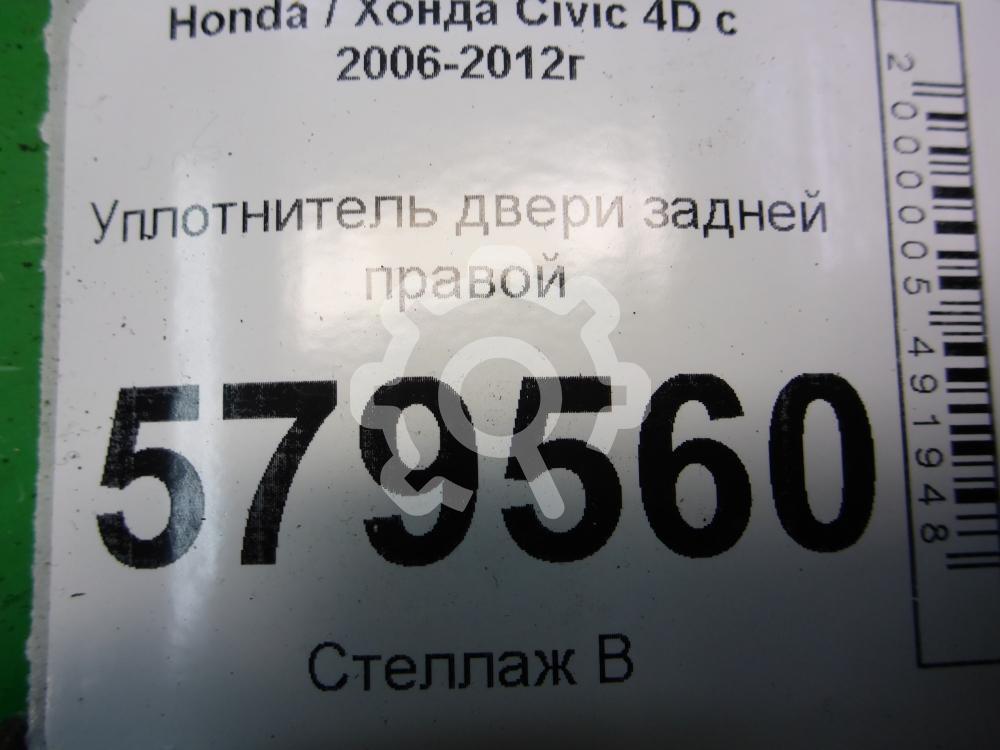 Honda / Хонда Civic 4D с
2006-2012г
Уплотнитель двери задней
правой
579560
Стеллаж В
2000005491948